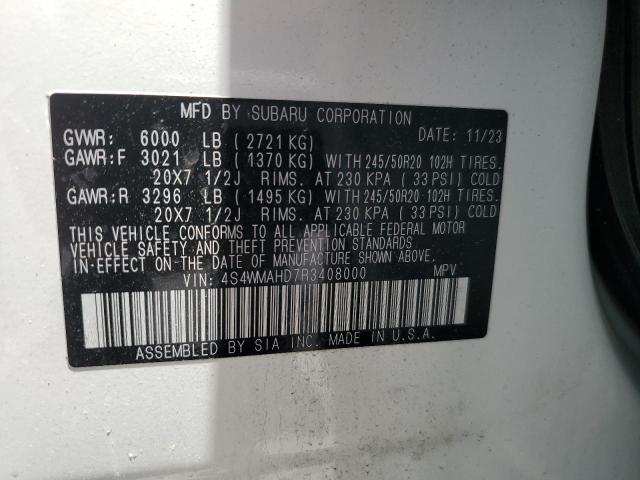 MFD BY SUBARU CORPORATION
GVWR: 6000 LB ( 2721 KG) DATE: 11/23
GAWR:F 3021 LB ( 1370 KG) WITH 245/50R20 102H TIRES.
20X7 1/2J RIMS. AT 230 KPA ( 33 PSI) COLD
GAWR:R 3296 LB ( 1495 KG) WITH 245/50R20 102H TIRES.
20X7 1/2J RIMS. AT 230 KPA ( 33 PSI) COLD
THIS VEHICLE CONFORMS TO ALL APPLICABLE FEDERAL MOTOR
VEHICLE SAFETY AND THEFT PREVENTION STANDARDS
IN-EFFECT ON THE DATE OF MANUFACTURE SHOWN ABOVE.
VIN: 4S4WMAHD7R3408000 MPV
ASSEMBLED BY SIA INC. MADE IN U.S.A.